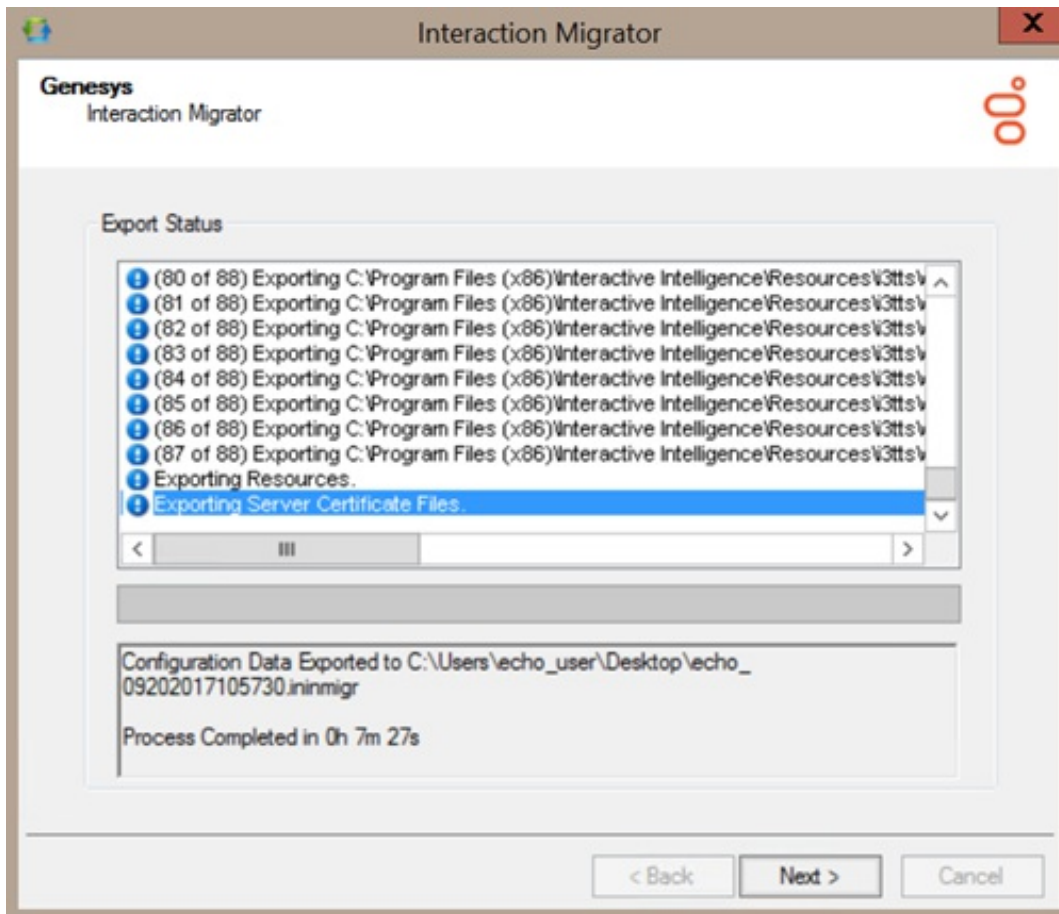 Interaction Migrator
X
Genesys
Interaction Migrator
Export Status
(80 of 88) Exporting C:\Program Files (x86)\Interactive Intelligence\Resources\i3tts\
(81 of 88) Exporting C:\Program Files (x86)\Interactive Intelligence\Resources\i3tts\
(82 of 88) Exporting C:\Program Files (x86)\Interactive Intelligence\Resources\i3tts\
(83 of 88) Exporting C:\Program Files (x86)\Interactive Intelligence\Resources\i3tts\
(84 of 88) Exporting C:\Program Files (x86)\Interactive Intelligence\Resources\i3tts\
(85 of 88) Exporting C:\Program Files (x86)\Interactive Intelligence\Resources\i3tts\
(86 of 88) Exporting C:\Program Files (x86)\Interactive Intelligence\Resources\i3tts\
(87 of 88) Exporting C:\Program Files (x86)\Interactive Intelligence\Resources\i3tts\
Exporting Resources.
Exporting Server Certificate Files.
Configuration Data Exported to C:\Users\echo_user\Desktop\echo_
09202017105730.ininmigr
Process Completed in 0h 7m 27s
< Back
Next >
Cancel